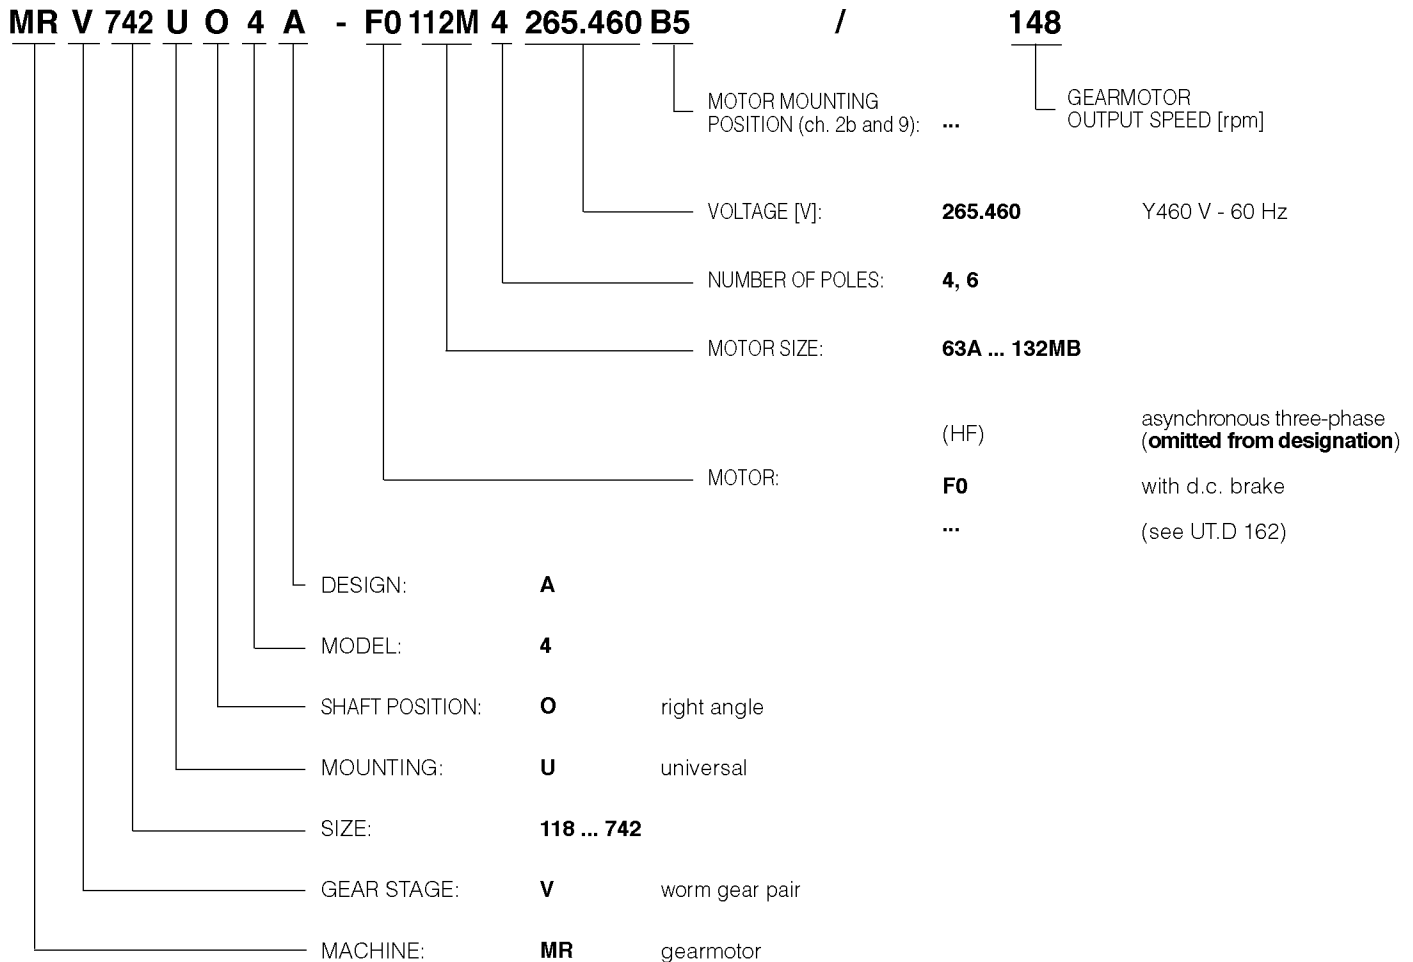 MR V 742 U O 4 A - F0 112M 4 265.460 B5 / 148
MOTOR MOUNTING
POSITION (ch. 2b and 9): ...
GEARMOTOR
OUTPUT SPEED [rpm]
VOLTAGE [V]: 265.460 Y460 V - 60 Hz
NUMBER OF POLES: 4, 6
MOTOR SIZE: 63A ... 132MB
(HF) asynchronous three-phase
(omitted from designation)
MOTOR: F0 with d.c. brake
... (see UT.D 162)
DESIGN: A
MODEL: 4
SHAFT POSITION: O right angle
MOUNTING: U universal
SIZE: 118 ... 742
GEAR STAGE: V worm gear pair
MACHINE: MR gearmotor